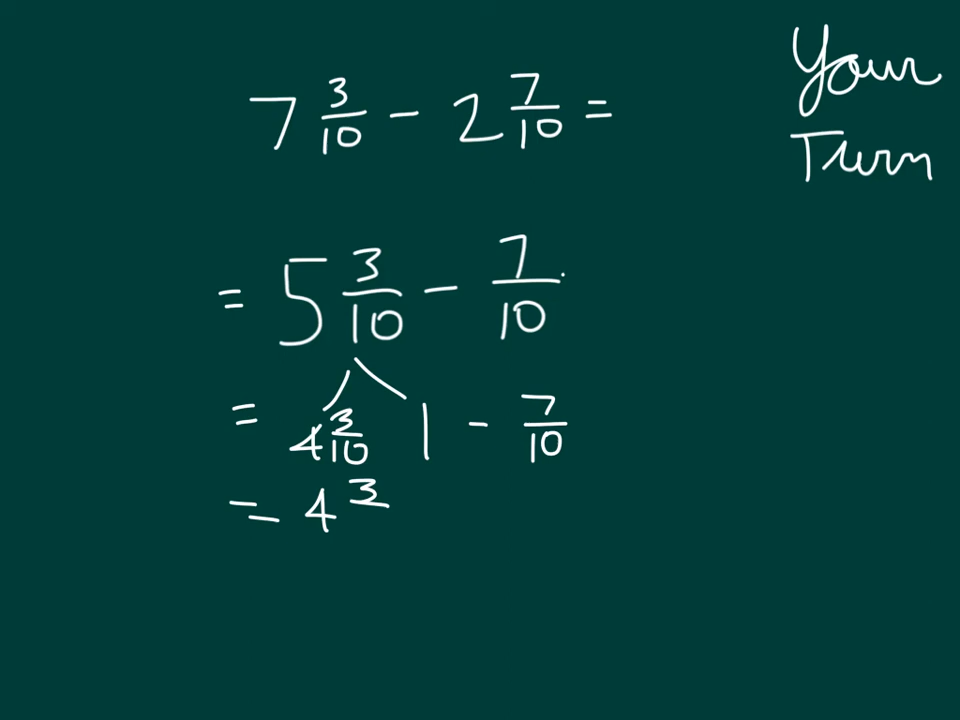 7 3/10 - 2 7/10 =
Your
Turn
= 5 3/10 - 7/10
= 4 3/10 1 - 7/10
= 4 3